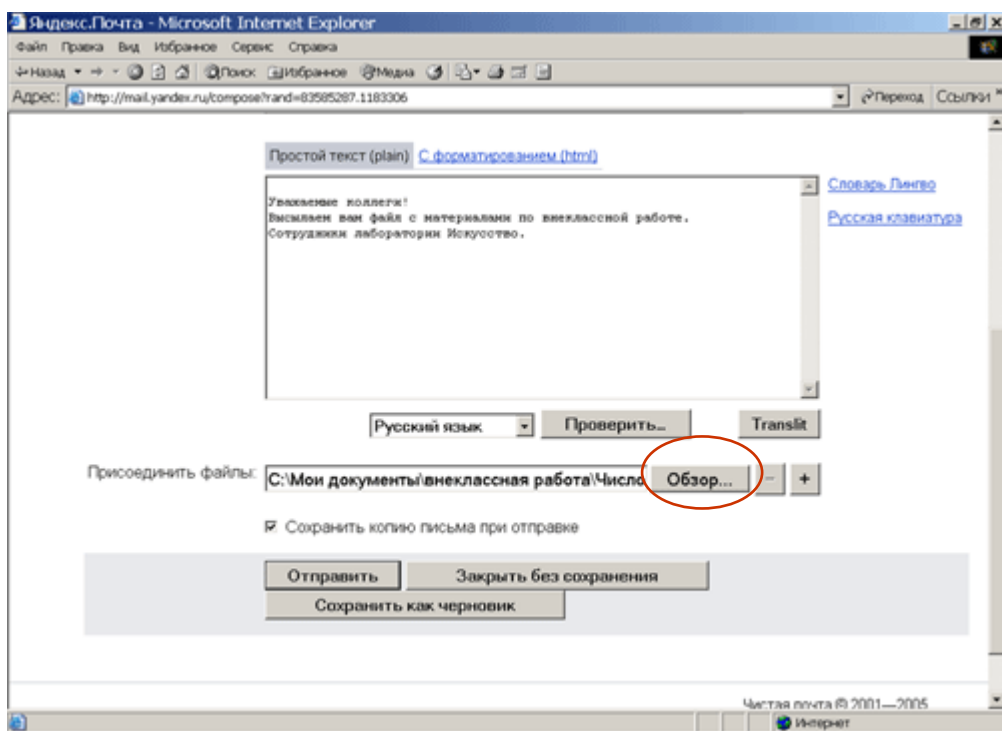 Яндекс.Почта - Microsoft Internet Explorer
Файл Правка Вид Избранное Сервис Справка
Назад Поиск Избранное Медиа
Адрес: http://mail.yandex.ru/compose?rand=83585287.1183306 Переход Ссылки »
Простой текст (plain) С форматированием (html)
Словарь Лингво
Уважаемые коллеги!
Высылаем вам файл с материалами по внеклассной работе.
Русская клавиатура
Сотрудники лаборатории Искусство.
Русский язык Проверить... Translit
Присоединить файлы: C:\Мои документы\внеклассная работа\Число Обзор... - +
Сохранить копию письма при отправке
Отправить Закрыть без сохранения
Сохранить как черновик
Чистая почта © 2001—2005
Интернет